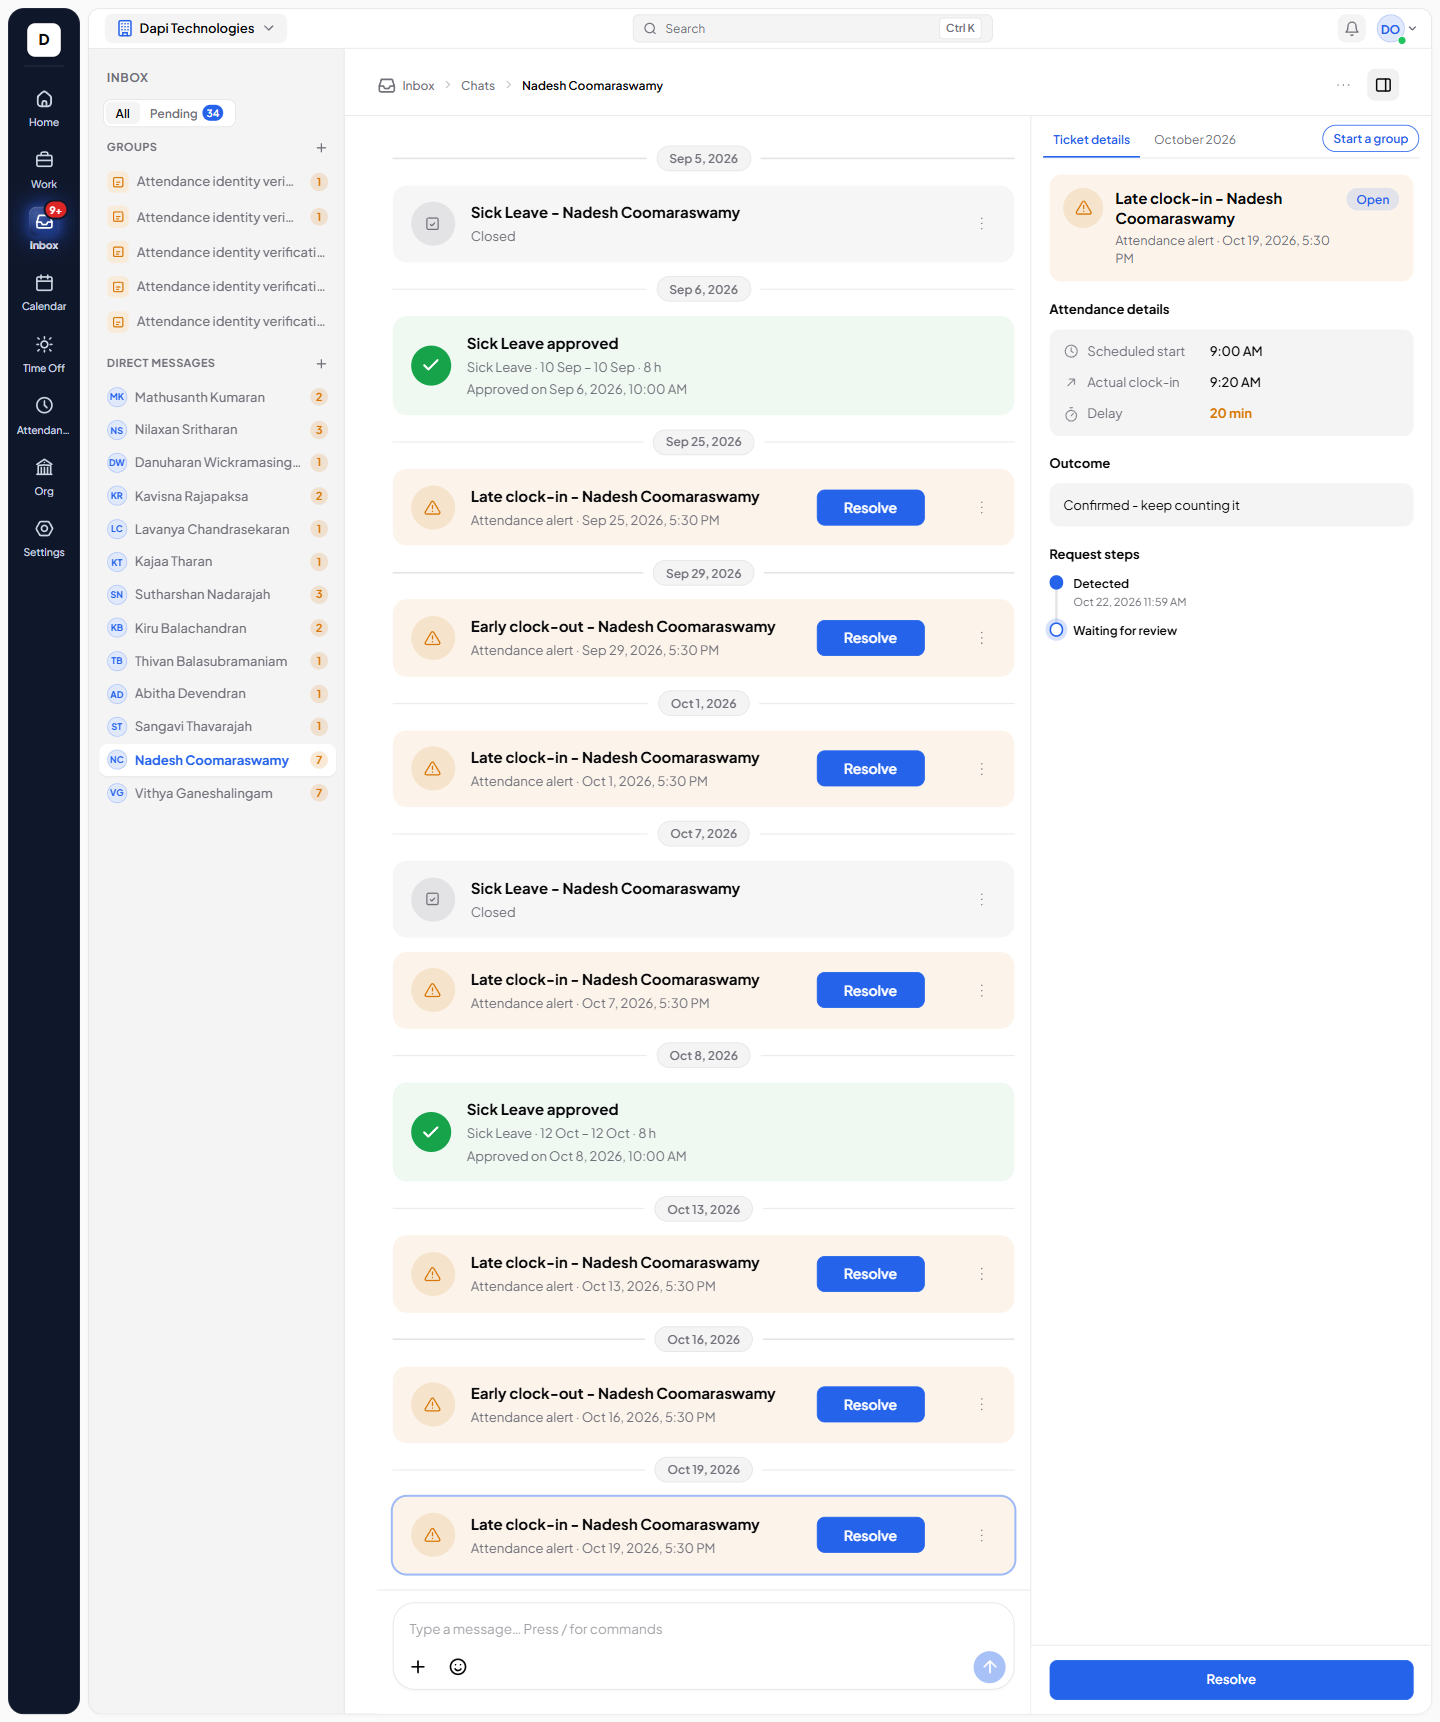 D
Home
Work
9+
Inbox
Calendar
Time Off
Attendan...
Org
Settings
Dapi Technologies
Search
Ctrl K
DO
INBOX
All
Pending 34
GROUPS
Attendance identity veri... 1
Attendance identity veri... 1
Attendance identity verificati...
Attendance identity verificati...
Attendance identity verificati...
DIRECT MESSAGES
MK Mathusanth Kumaran 2
NS Nilaxan Sritharan 3
DW Danuharan Wickramasing... 1
KR Kavisna Rajapaksa 2
LC Lavanya Chandrasekaran 1
KT Kajaa Tharan 1
SN Sutharshan Nadarajah 3
KB Kiru Balachandran 2
TB Thivan Balasubramaniam 1
AD Abitha Devendran 1
ST Sangavi Thavarajah 1
NC Nadesh Coomaraswamy 7
VG Vithya Ganeshalingam 7
Inbox > Chats > Nadesh Coomaraswamy
Sep 5, 2026
Sick Leave - Nadesh Coomaraswamy
Closed
Sep 6, 2026
Sick Leave approved
Sick Leave · 10 Sep – 10 Sep · 8 h
Approved on Sep 6, 2026, 10:00 AM
Sep 25, 2026
Late clock-in - Nadesh Coomaraswamy
Attendance alert · Sep 25, 2026, 5:30 PM
Resolve
Sep 29, 2026
Early clock-out - Nadesh Coomaraswamy
Attendance alert · Sep 29, 2026, 5:30 PM
Resolve
Oct 1, 2026
Late clock-in - Nadesh Coomaraswamy
Attendance alert · Oct 1, 2026, 5:30 PM
Resolve
Oct 7, 2026
Sick Leave - Nadesh Coomaraswamy
Closed
Late clock-in - Nadesh Coomaraswamy
Attendance alert · Oct 7, 2026, 5:30 PM
Resolve
Oct 8, 2026
Sick Leave approved
Sick Leave · 12 Oct – 12 Oct · 8 h
Approved on Oct 8, 2026, 10:00 AM
Oct 13, 2026
Late clock-in - Nadesh Coomaraswamy
Attendance alert · Oct 13, 2026, 5:30 PM
Resolve
Oct 16, 2026
Early clock-out - Nadesh Coomaraswamy
Attendance alert · Oct 16, 2026, 5:30 PM
Resolve
Oct 19, 2026
Late clock-in - Nadesh Coomaraswamy
Attendance alert · Oct 19, 2026, 5:30 PM
Resolve
Type a message... Press / for commands
Ticket details
October 2026
Start a group
Late clock-in - Nadesh
Coomaraswamy
Open
Attendance alert · Oct 19, 2026, 5:30
PM
Attendance details
Scheduled start 9:00 AM
Actual clock-in 9:20 AM
Delay 20 min
Outcome
Confirmed - keep counting it
Request steps
Detected
Oct 22, 2026 11:59 AM
Waiting for review
Resolve